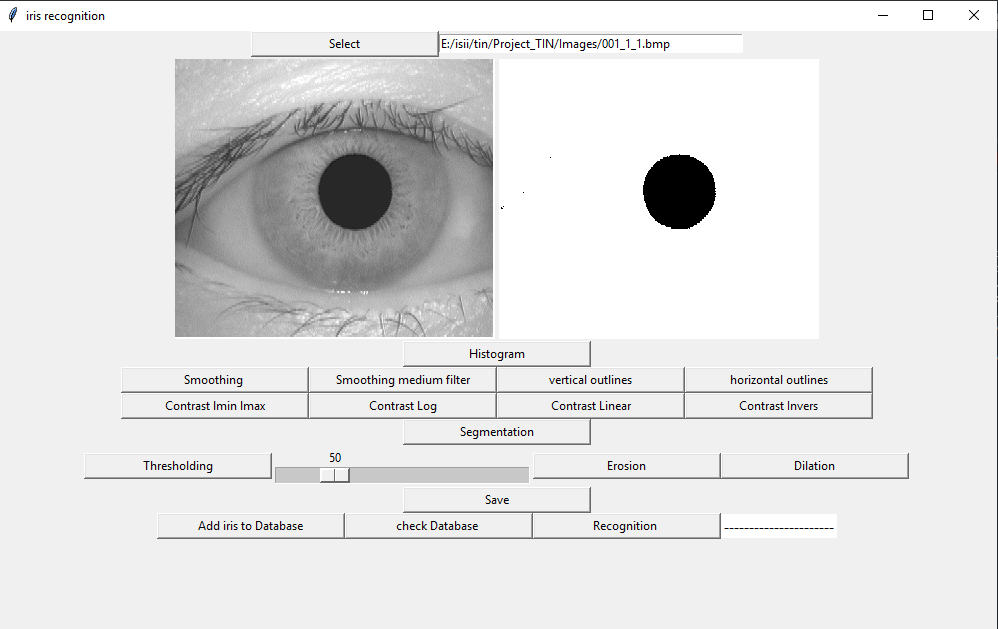 iris recognition
Select E:/isii/tin/Project_TIN/Images/001_1_1.bmp
Histogram
Smoothing Smoothing medium filter vertical outlines horizontal outlines
Contrast Imin Imax Contrast Log Contrast Linear Contrast Invers
Segmentation
50
Thresholding Erosion Dilation
Save
Add iris to Database check Database Recognition ----------------------